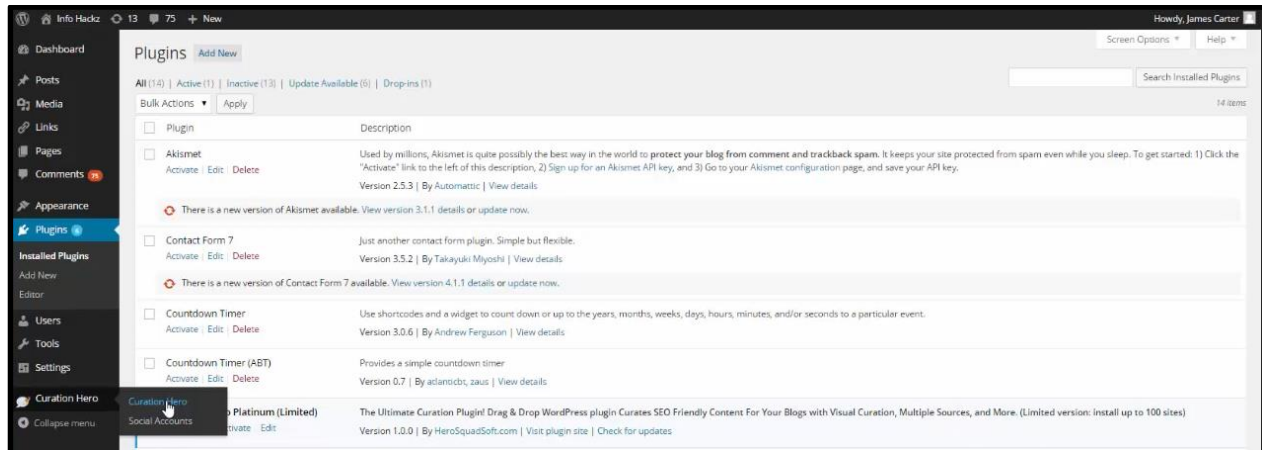 Info Hackz 13 75 + New Howdy, James Carter
Screen Options Help
Dashboard
Posts
Media
Links
Pages
Comments 75
Appearance
Plugins 6
Installed Plugins
Add New
Editor
Users
Tools
Settings
Curation Hero
Collapse menu
Curation Hero
Social Accounts
Plugins Add New
All (14) | Active (1) | Inactive (13) | Update Available (6) | Drop-ins (1)
Search Installed Plugins
Bulk Actions Apply
14 items
Plugin Description
Akismet
Activate | Edit | Delete
Used by millions, Akismet is quite possibly the best way in the world to protect your blog from comment and trackback spam. It keeps your site protected from spam even while you sleep. To get started: 1) Click the
"Activate" link to the left of this description, 2) Sign up for an Akismet API key, and 3) Go to your Akismet configuration page, and save your API key.
Version 2.5.3 | By Automattic | View details
There is a new version of Akismet available. View version 3.1.1 details or update now.
Contact Form 7
Activate | Edit | Delete
Just another contact form plugin. Simple but flexible.
Version 3.5.2 | By Takayuki Miyoshi | View details
There is a new version of Contact Form 7 available. View version 4.1.1 details or update now.
Countdown Timer
Activate | Edit | Delete
Use shortcodes and a widget to count down or up to the years, months, weeks, days, hours, minutes, and/or seconds to a particular event.
Version 3.0.6 | By Andrew Ferguson | View details
Countdown Timer (ABT)
Activate | Edit | Delete
Provides a simple countdown timer
Version 0.7 | By atlanticbt, zaus | View details
Platinum (Limited)
Edit
The Ultimate Curation Plugin! Drag & Drop WordPress plugin Curates SEO Friendly Content For Your Blogs with Visual Curation, Multiple Sources, and More. (Limited version: install up to 100 sites)
Version 1.0.0 | By HeroSquadSoft.com | Visit plugin site | Check for updates